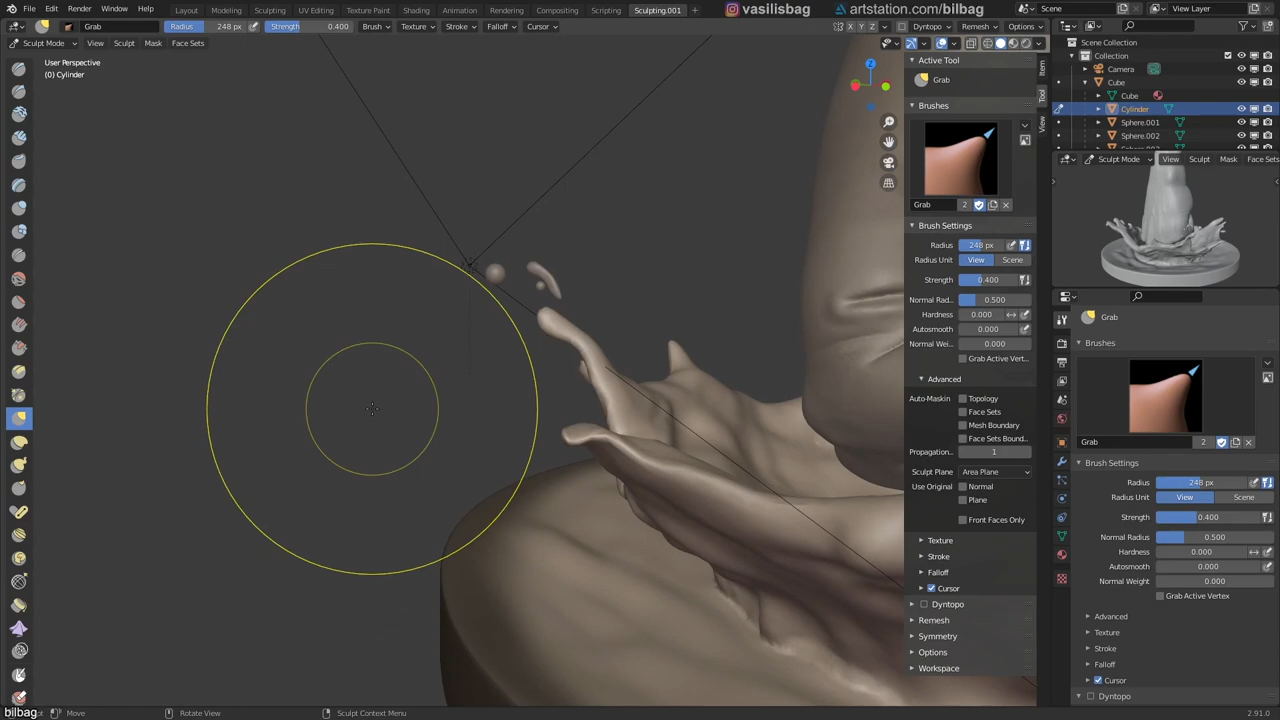 File Edit Render Window Help
Layout Modeling Sculpting UV Editing Texture Paint Shading Animation Rendering Compositing Scripting Sculpting.001
vasilisbag
artstation.com/bilbag
Scene
View Layer
Grab
Radius 248 px
Strength 0.400
Brush Texture Stroke Falloff Cursor
X Y Z
Dyntopo Remesh Options
Sculpt Mode View Sculpt Mask Face Sets
User Perspective
(0) Cylinder
Z
Active Tool
Grab
Brushes
Grab 2
Brush Settings
Radius 248 px
Radius Unit View Scene
Strength 0.400
Normal Rad... 0.500
Hardness 0.000
Autosmooth 0.000
Normal Wei... 0.000
Grab Active Vert...
Advanced
Auto-Maskin Topology
Face Sets
Mesh Boundary
Face Sets Bound...
Propagation... 1
Sculpt Plane Area Plane
Use Original Normal
Plane
Front Faces Only
Texture
Stroke
Falloff
Cursor
Dyntopo
Remesh
Symmetry
Options
Workspace
Item
Tool
View
Scene Collection
Collection
Camera
Cube
Cube
Cylinder
Sphere.001
Sphere.002
Sculpt Mode View Sculpt Mask Face Sets
Grab
Brushes
Grab 2
Brush Settings
Radius 248 px
Radius Unit View Scene
Strength 0.400
Normal Radius 0.500
Hardness 0.000
Autosmooth 0.000
Normal Weight 0.000
Grab Active Vertex
Advanced
Texture
Stroke
Falloff
Cursor
Dyntopo
bilbag
Move
Rotate View
Sculpt Context Menu
2.91.0